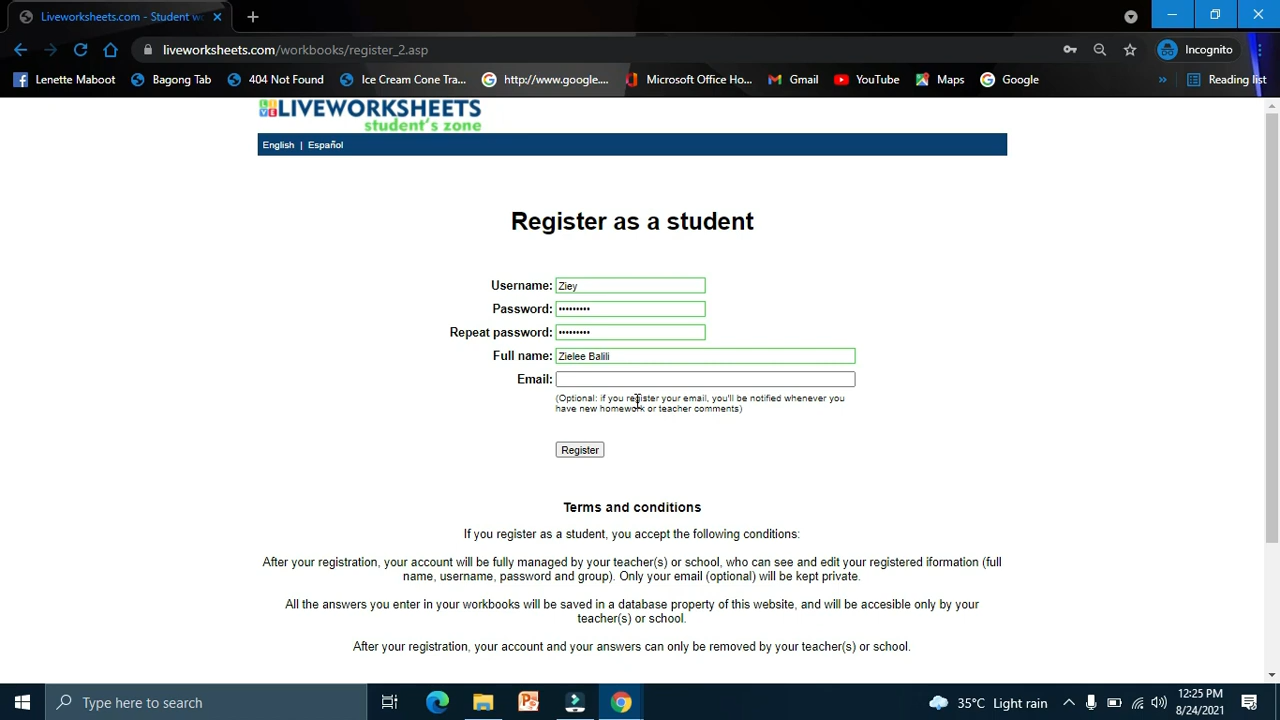 Liveworksheets.com - Student wo
liveworksheets.com/workbooks/register_2.asp
Incognito
Lenette Maboot
Bagong Tab
404 Not Found
Ice Cream Cone Tra...
http://www.google....
Microsoft Office Ho...
Gmail
YouTube
Maps
Google
»
Reading list
LIVEWORKSHEETS
student's zone
English | Español
Register as a student
Username: Ziey
Password: •••••••••
Repeat password: •••••••••
Full name: Zielee Balili
Email:
(Optional: if you register your email, you'll be notified whenever you
have new homework or teacher comments)
Register
Terms and conditions
If you register as a student, you accept the following conditions:
After your registration, your account will be fully managed by your teacher(s) or school, who can see and edit your registered iformation (full
name, username, password and group). Only your email (optional) will be kept private.
All the answers you enter in your workbooks will be saved in a database property of this website, and will be accesible only by your
teacher(s) or school.
After your registration, your account and your answers can only be removed by your teacher(s) or school.
Type here to search
35°C Light rain
12:25 PM
8/24/2021